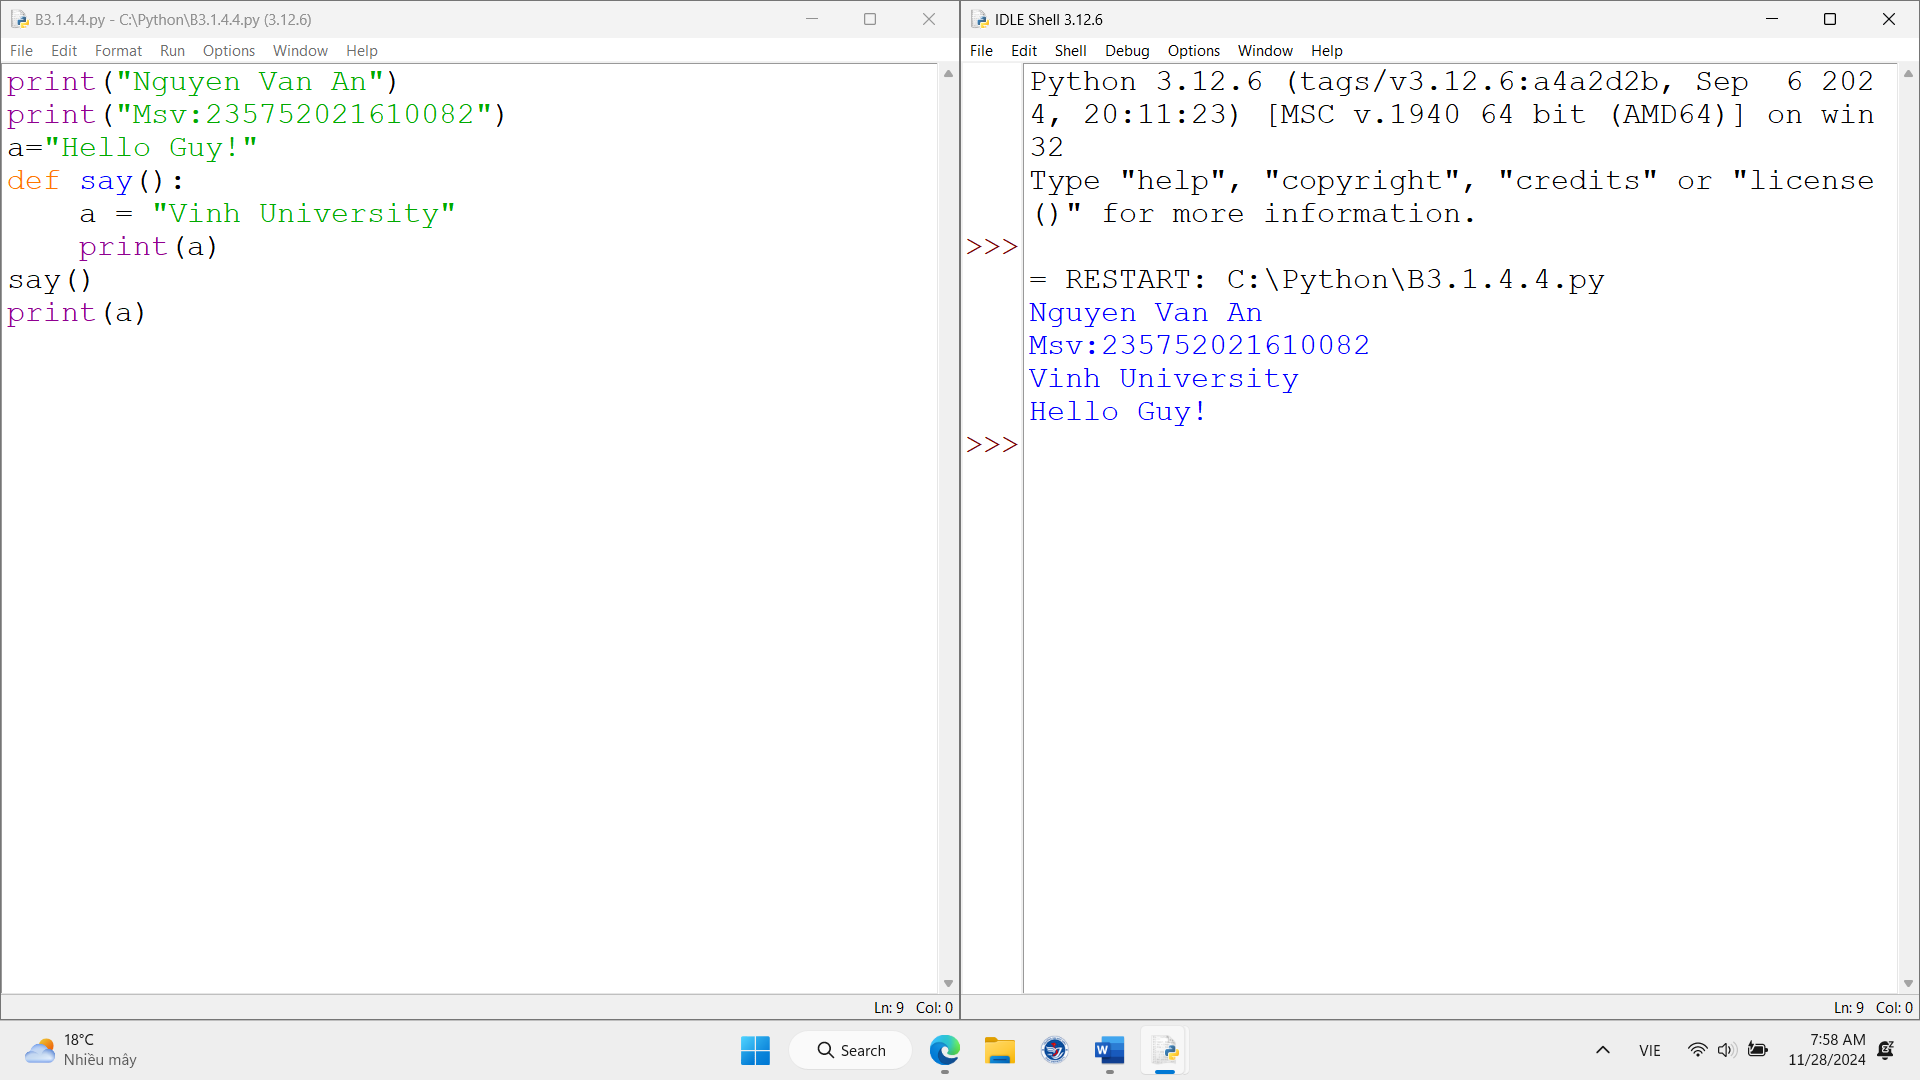 B3.1.4.4.py - C:\Python\B3.1.4.4.py (3.12.6)
File Edit Format Run Options Window Help
print("Nguyen Van An")
print("Msv:235752021610082")
a="Hello Guy!"
def say():
    a = "Vinh University"
    print(a)
say()
print(a)
Ln: 9 Col: 0
IDLE Shell 3.12.6
File Edit Shell Debug Options Window Help
Python 3.12.6 (tags/v3.12.6:a4a2d2b, Sep  6 202
4, 20:11:23) [MSC v.1940 64 bit (AMD64)] on win
32
Type "help", "copyright", "credits" or "license
()" for more information.
>>>
= RESTART: C:\Python\B3.1.4.4.py
Nguyen Van An
Msv:235752021610082
Vinh University
Hello Guy!
>>>
Ln: 9 Col: 0
18°C
Nhiều mây
Search
W
VIE
7:58 AM
11/28/2024